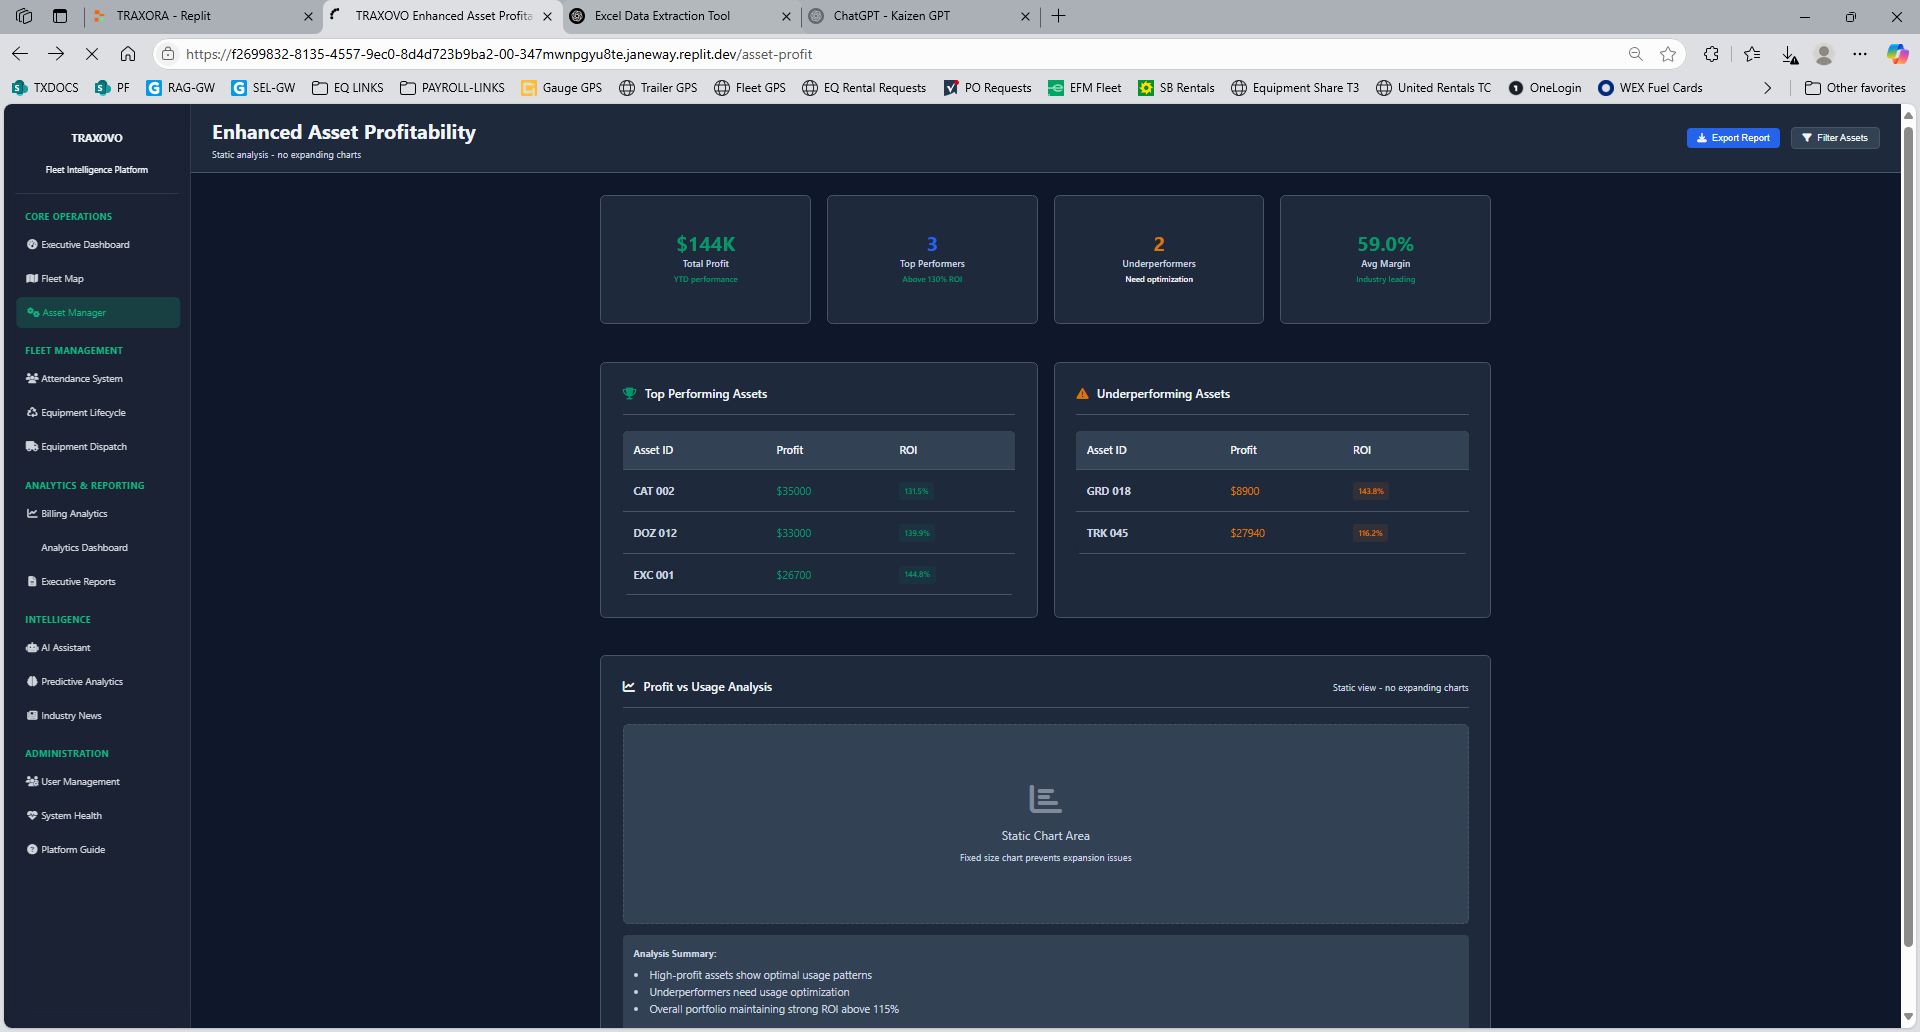 TRAXORA - Replit
TRAXOVO Enhanced Asset Profita
Excel Data Extraction Tool
ChatGPT - Kaizen GPT
https://f2699832-8135-4557-9ec0-8d4d723b9ba2-00-347mwnpgyu8te.janeway.replit.dev/asset-profit
TXDOCS
PF
RAG-GW
SEL-GW
EQ LINKS
PAYROLL-LINKS
Gauge GPS
Trailer GPS
Fleet GPS
EQ Rental Requests
PO Requests
EFM Fleet
SB Rentals
Equipment Share T3
United Rentals TC
OneLogin
WEX Fuel Cards
Other favorites
TRAXOVO
Fleet Intelligence Platform
CORE OPERATIONS
Executive Dashboard
Fleet Map
Asset Manager
FLEET MANAGEMENT
Attendance System
Equipment Lifecycle
Equipment Dispatch
ANALYTICS & REPORTING
Billing Analytics
Analytics Dashboard
Executive Reports
INTELLIGENCE
AI Assistant
Predictive Analytics
Industry News
ADMINISTRATION
User Management
System Health
Platform Guide
Enhanced Asset Profitability
Static analysis - no expanding charts
Export Report
Filter Assets
$144K
Total Profit
YTD performance
3
Top Performers
Above 130% ROI
2
Underperformers
Need optimization
59.0%
Avg Margin
Industry leading
Top Performing Assets
Asset ID Profit ROI
CAT 002 $35000 131.5%
DOZ 012 $33000 139.9%
EXC 001 $26700 144.8%
Underperforming Assets
Asset ID Profit ROI
GRD 018 $8900 143.8%
TRK 045 $27940 116.2%
Profit vs Usage Analysis
Static view - no expanding charts
Static Chart Area
Fixed size chart prevents expansion issues
Analysis Summary:
• High-profit assets show optimal usage patterns
• Underperformers need usage optimization
• Overall portfolio maintaining strong ROI above 115%